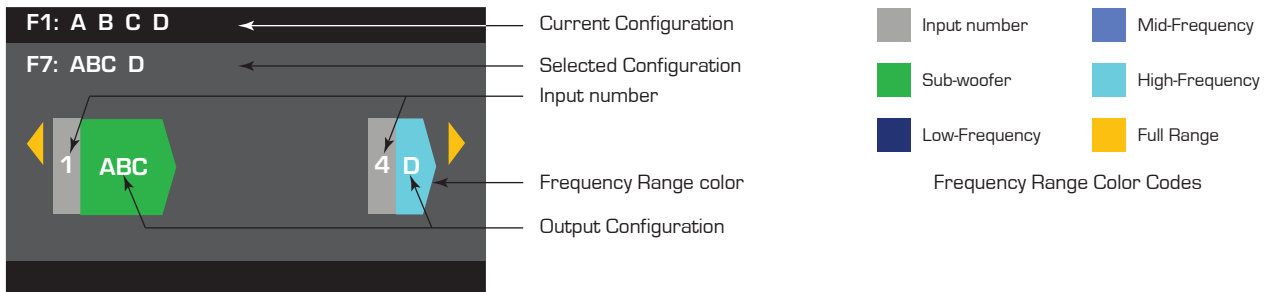 F1: A B C D
F7: ABC D
1 ABC 4 D
Current Configuration
Selected Configuration
Input number
Frequency Range color
Output Configuration
Input number
Mid-Frequency
Sub-woofer
High-Frequency
Low-Frequency
Full Range
Frequency Range Color Codes